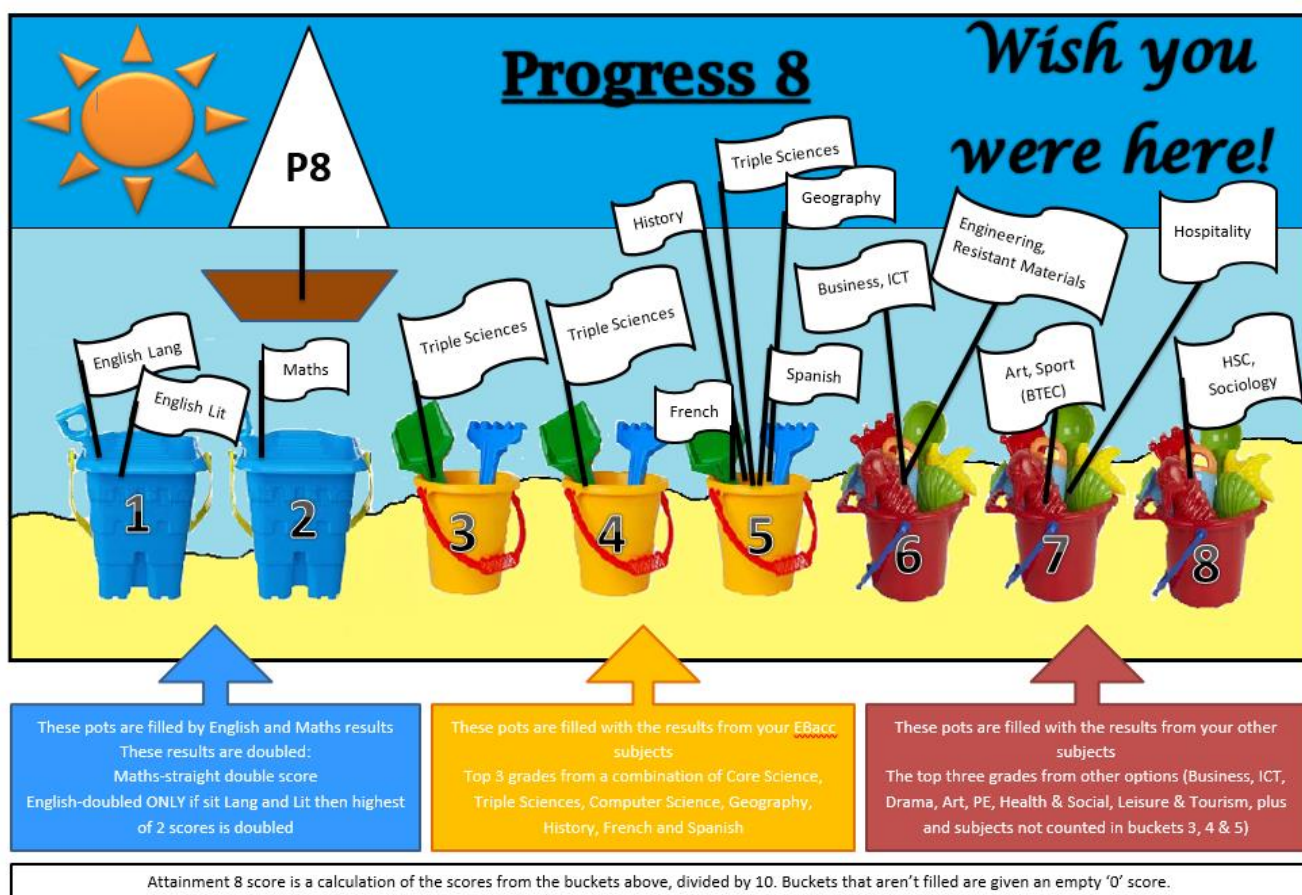 Progress 8
Wish you
were here!
P8
English Lang
English Lit
Maths
Triple Sciences
Triple Sciences
History
Triple Sciences
Geography
French
Spanish
Business, ICT
Engineering,
Resistant Materials
Art, Sport
(BTEC)
Hospitality
HSC,
Sociology
1
2
3
4
5
6
7
8
These pots are filled by English and Maths results
These results are doubled:
Maths-straight double score
English-doubled ONLY if sit Lang and Lit then highest
of 2 scores is doubled
These pots are filled with the results from your EBacc
subjects
Top 3 grades from a combination of Core Science,
Triple Sciences, Computer Science, Geography,
History, French and Spanish
These pots are filled with the results from your other
subjects
The top three grades from other options (Business, ICT,
Drama, Art, PE, Health & Social, Leisure & Tourism, plus
and subjects not counted in buckets 3, 4 & 5)
Attainment 8 score is a calculation of the scores from the buckets above, divided by 10. Buckets that aren't filled are given an empty '0' score.